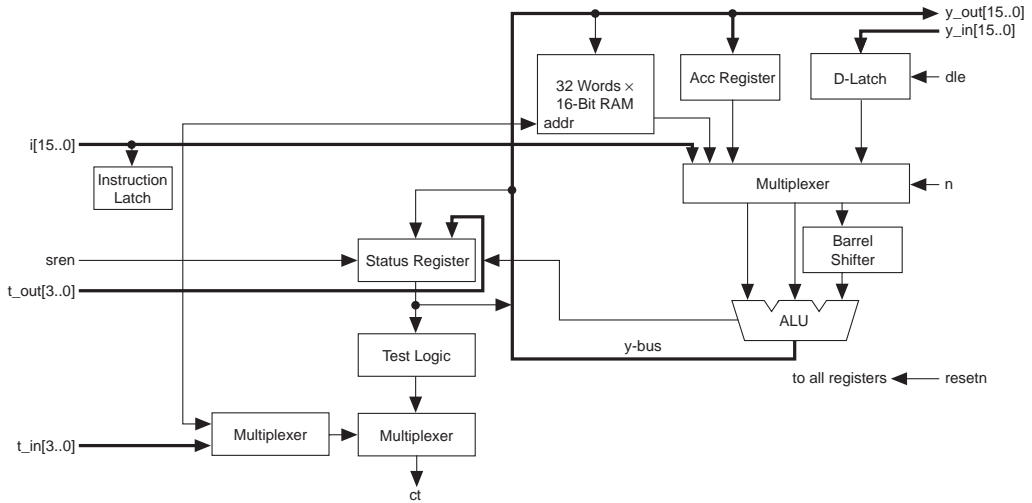 y_out[15..0]
y_in[15..0]
32 Words ×
16-Bit RAM
addr
Acc Register
D-Latch
dle
i[15..0]
Instruction
Latch
Multiplexer
n
Barrel
Shifter
sren
Status Register
t_out[3..0]
ALU
y-bus
Test Logic
to all registers
resetn
Multiplexer
Multiplexer
t_in[3..0]
ct